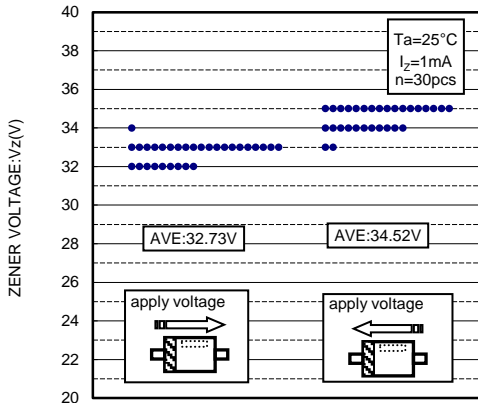 40
38
36
34
32
30
28
26
24
22
20
ZENER VOLTAGE:Vz(V)
Ta=25°C
IZ=1mA
n=30pcs
AVE:32.73V
AVE:34.52V
apply voltage
apply voltage